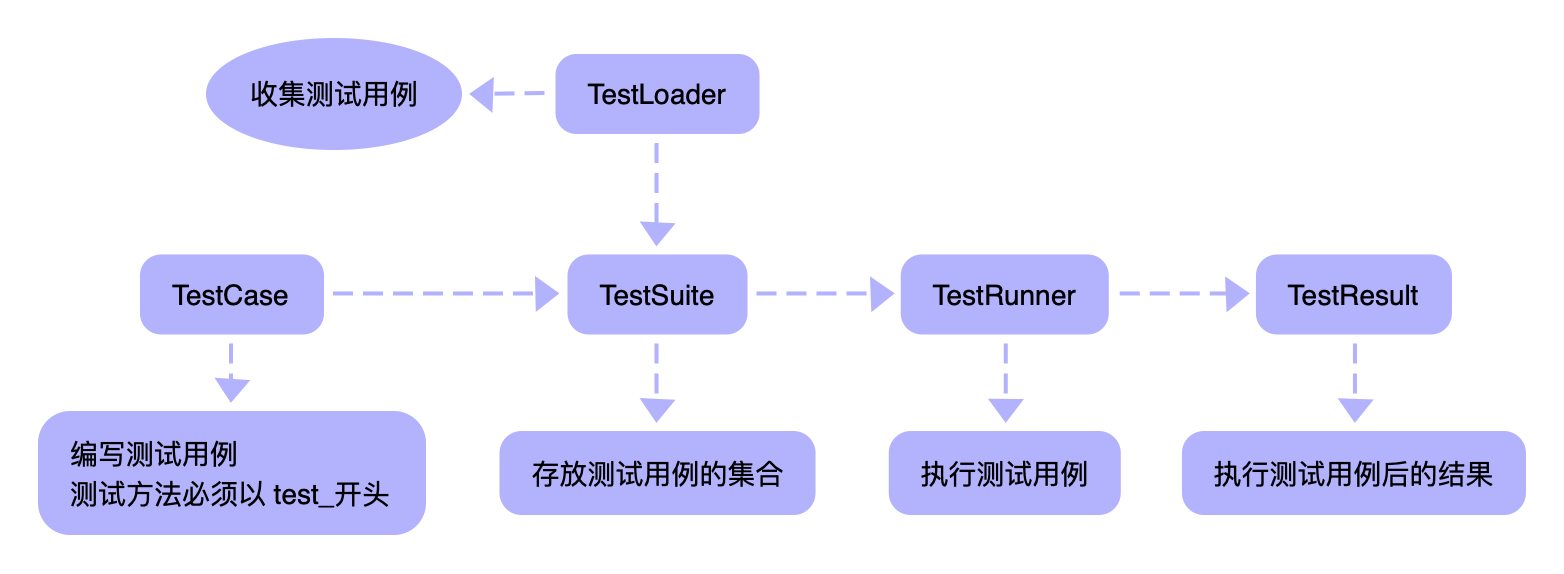 收集测试用例
TestLoader
TestCase
TestSuite
TestRunner
TestResult
编写测试用例
测试方法必须以 test_开头
存放测试用例的集合
执行测试用例
执行测试用例后的结果